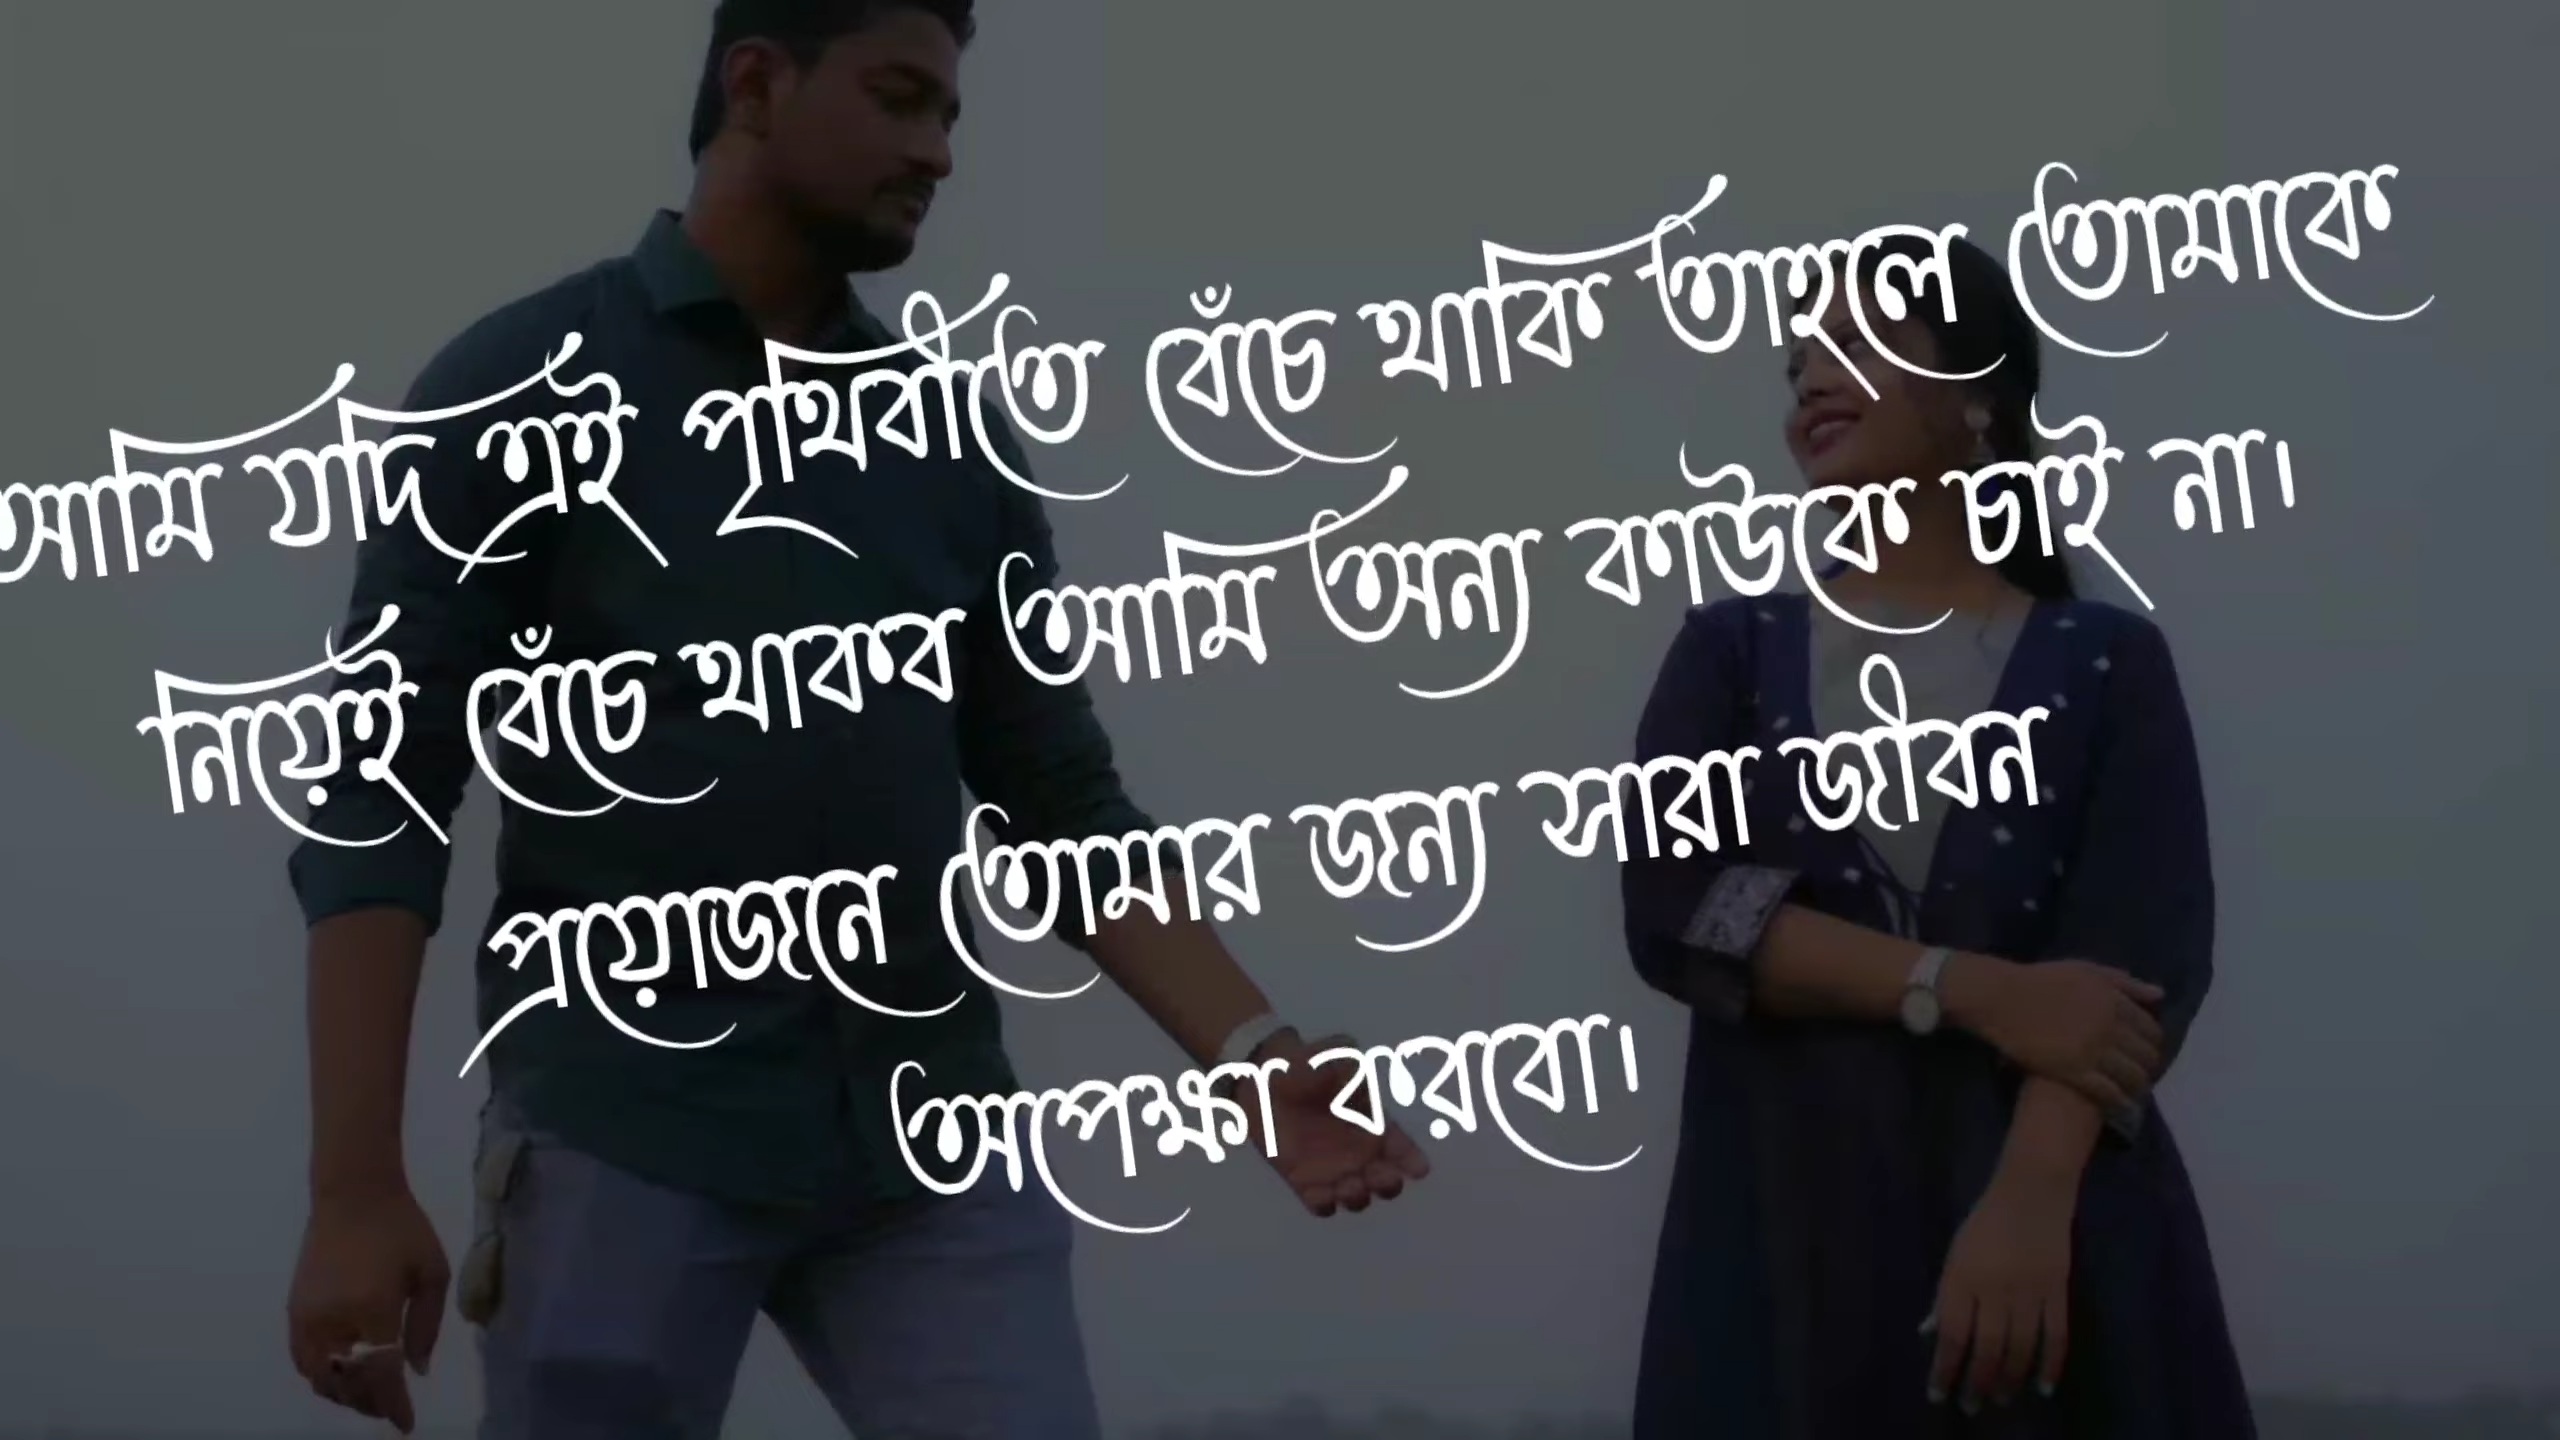 আমি যদি এই পৃথিবীতে বেঁচে থাকি তাহলে তোমাকে
নিয়েই বেঁচে থাকব আমি অন্য কাউকে চাই না।
প্রয়োজনে তোমার জন্য সারা জীবন
অপেক্ষা করবো।